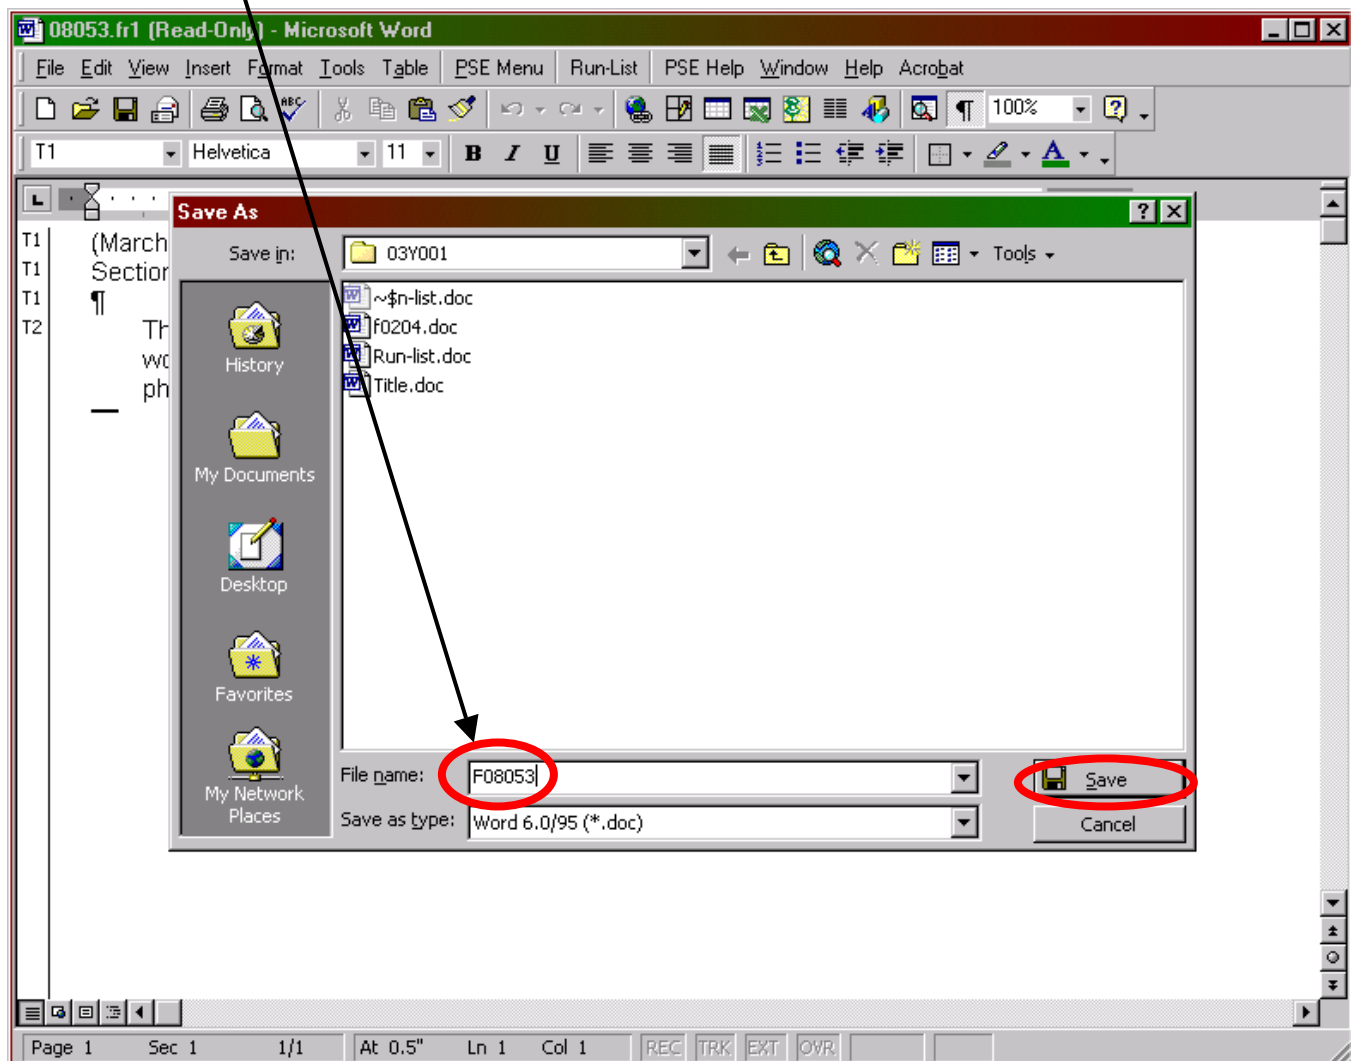 08053.fr1 (Read-Only) - Microsoft Word
File Edit View Insert Format Tools Table PSE Menu Run-List PSE Help Window Help Acrobat
ABC 100%
T1 Helvetica 11 B I U A
L
Save As
T1 (March
T1 Section
T1 ¶
T2 Th
wo
ph
Save in: 03Y001 Tools
~$n-list.doc
f0204.doc
Run-list.doc
Title.doc
History
My Documents
Desktop
Favorites
My Network
Places
File name: F08053 Save
Save as type: Word 6.0/95 (*.doc) Cancel
Page 1 Sec 1 1/1 At 0.5" Ln 1 Col 1 REC TRK EXT OVR